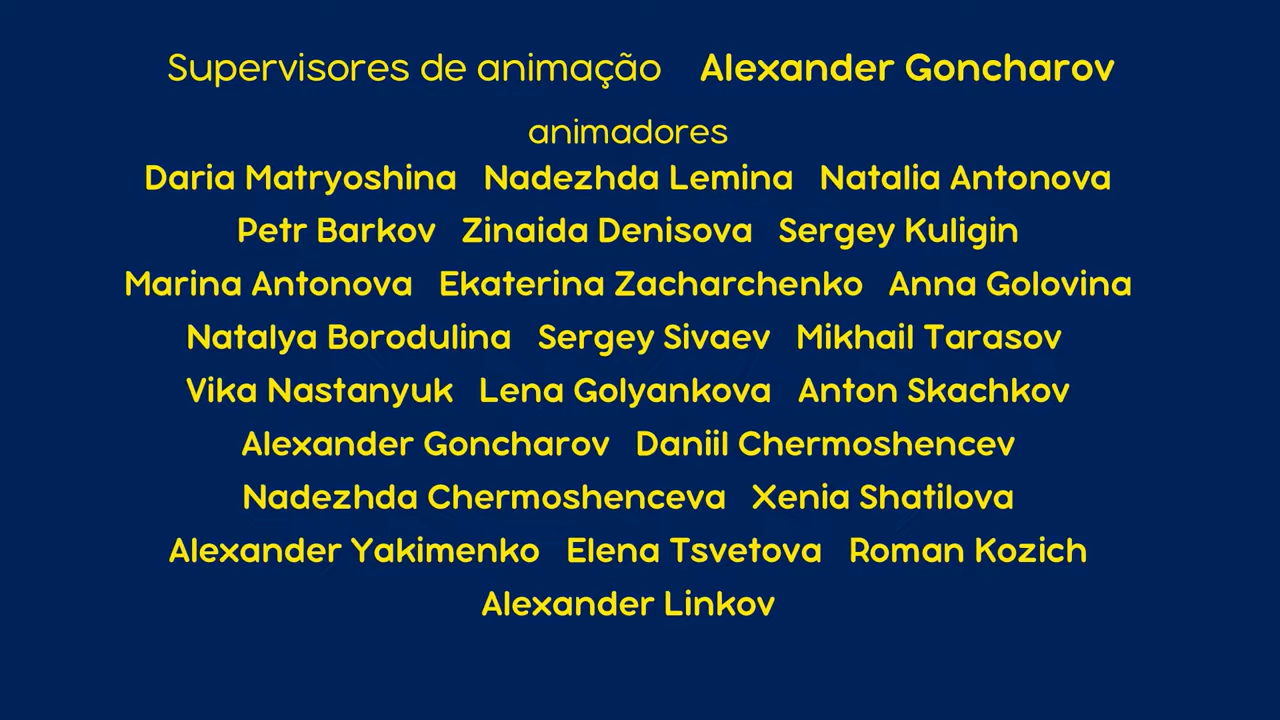 Supervisores de animação Alexander Goncharov
animadores
Daria Matryoshina Nadezhda Lemina Natalia Antonova
Petr Barkov Zinaida Denisova Sergey Kuligin
Marina Antonova Ekaterina Zacharchenko Anna Golovina
Natalya Borodulina Sergey Sivaev Mikhail Tarasov
Vika Nastanyuk Lena Golyankova Anton Skachkov
Alexander Goncharov Daniil Chermoshencev
Nadezhda Chermoshenceva Xenia Shatilova
Alexander Yakimenko Elena Tsvetova Roman Kozich
Alexander Linkov